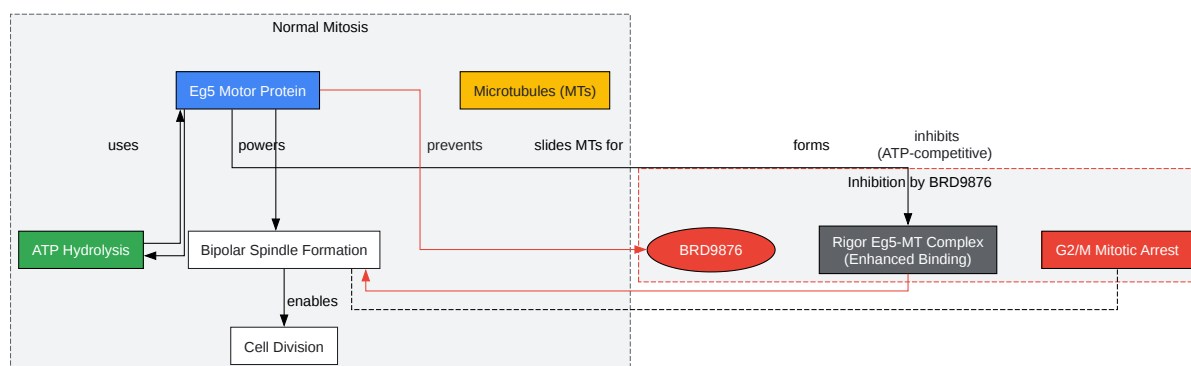 Normal Mitosis
Eg5 Motor Protein
Microtubules (MTs)
uses
powers
prevents
slides MTs for
forms
inhibits
(ATP-competitive)
Inhibition by BRD9876
ATP Hydrolysis
Bipolar Spindle Formation
BRD9876
Rigor Eg5-MT Complex
(Enhanced Binding)
G2/M Mitotic Arrest
enables
Cell Division